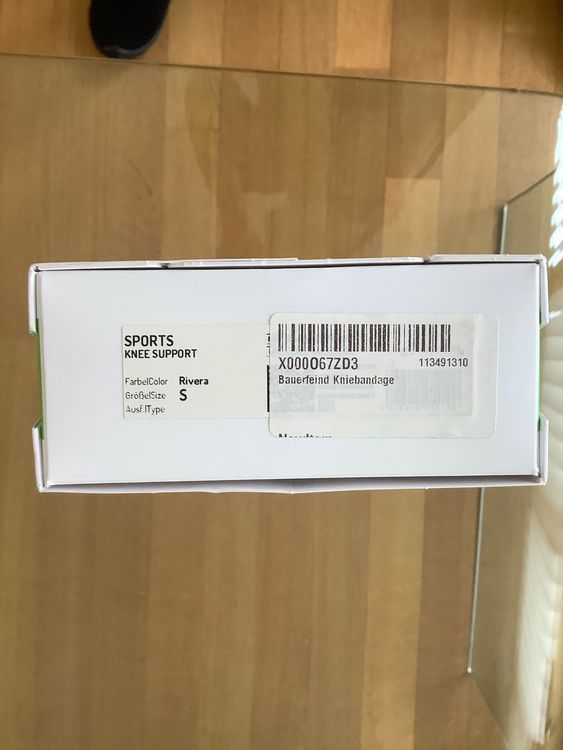 SPORTS
KNEE SUPPORT
Farbe|Color Rivera
Größe|Size S
Ausf.|Type
X000O67ZD3
113491310
Bauerfeind Kniebandage